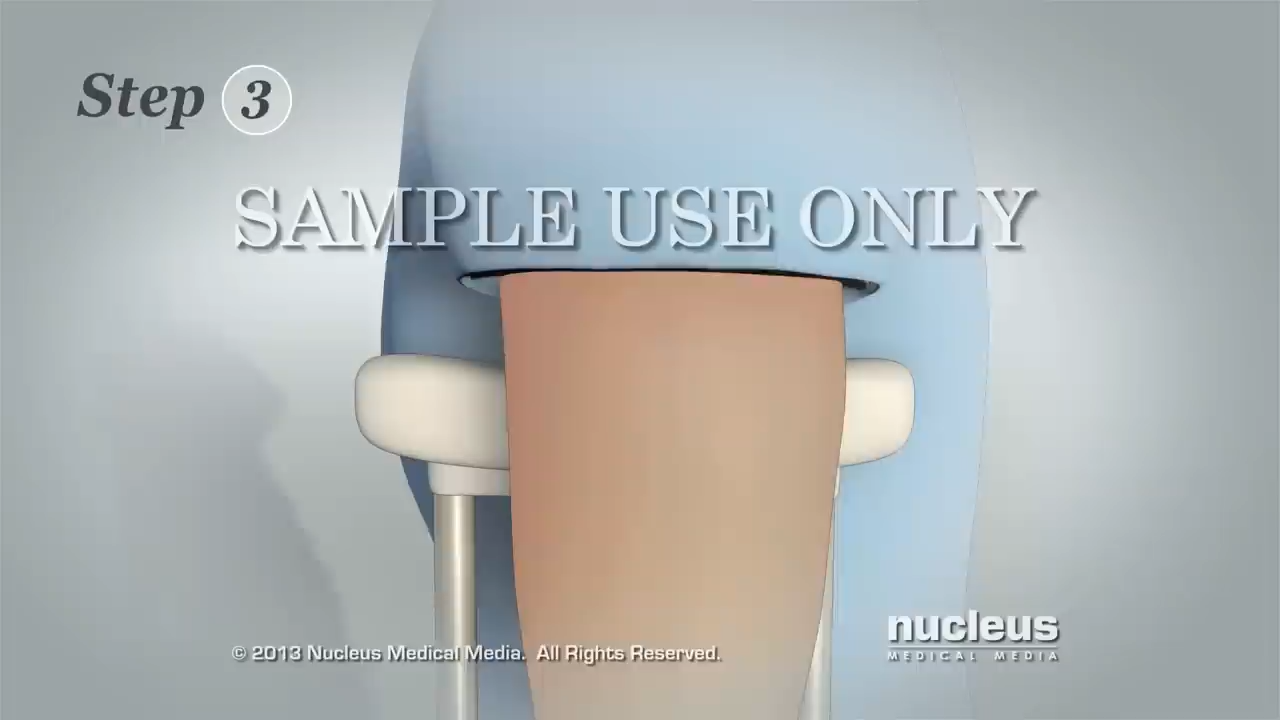 Step 3
SAMPLE USE ONLY
nucleus
MEDICAL MEDIA
© 2013 Nucleus Medical Media.  All Rights Reserved.